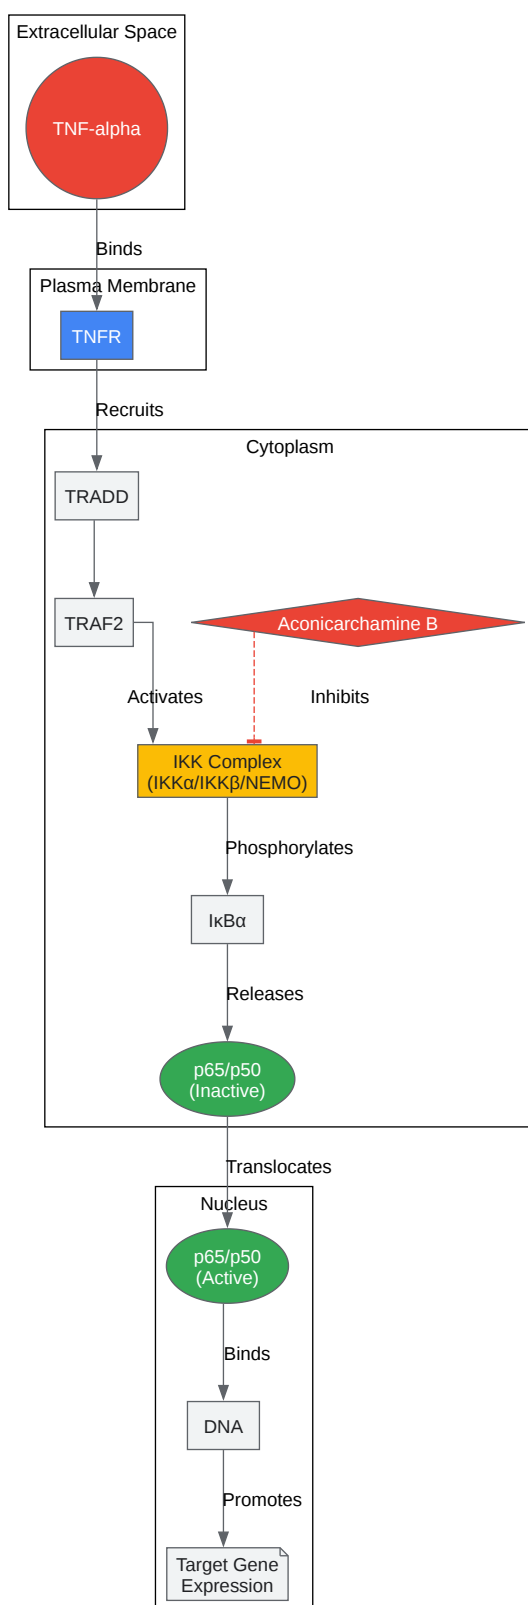 Extracellular Space
TNF-alpha
Binds
Plasma Membrane
TNFR
Recruits
Cytoplasm
TRADD
TRAF2
Aconicarchamine B
Activates
Inhibits
IKK Complex
(IKKα/IKKβ/NEMO)
Phosphorylates
IκBα
Releases
p65/p50
(Inactive)
Translocates
Nucleus
p65/p50
(Active)
Binds
DNA
Promotes
Target Gene
Expression